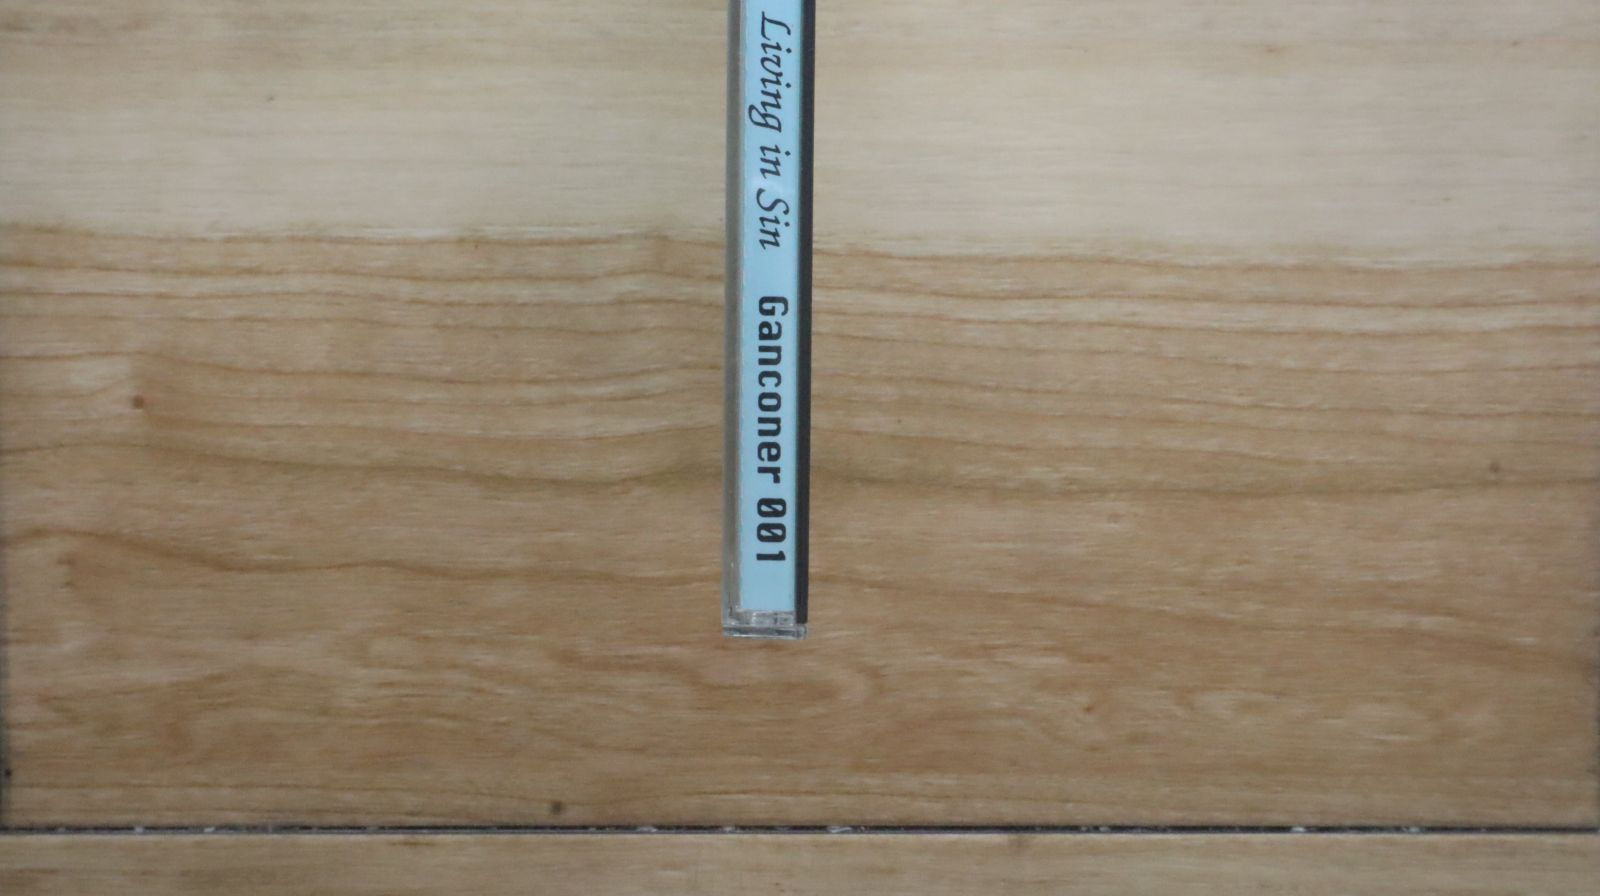 Living in Sin Ganconer 001